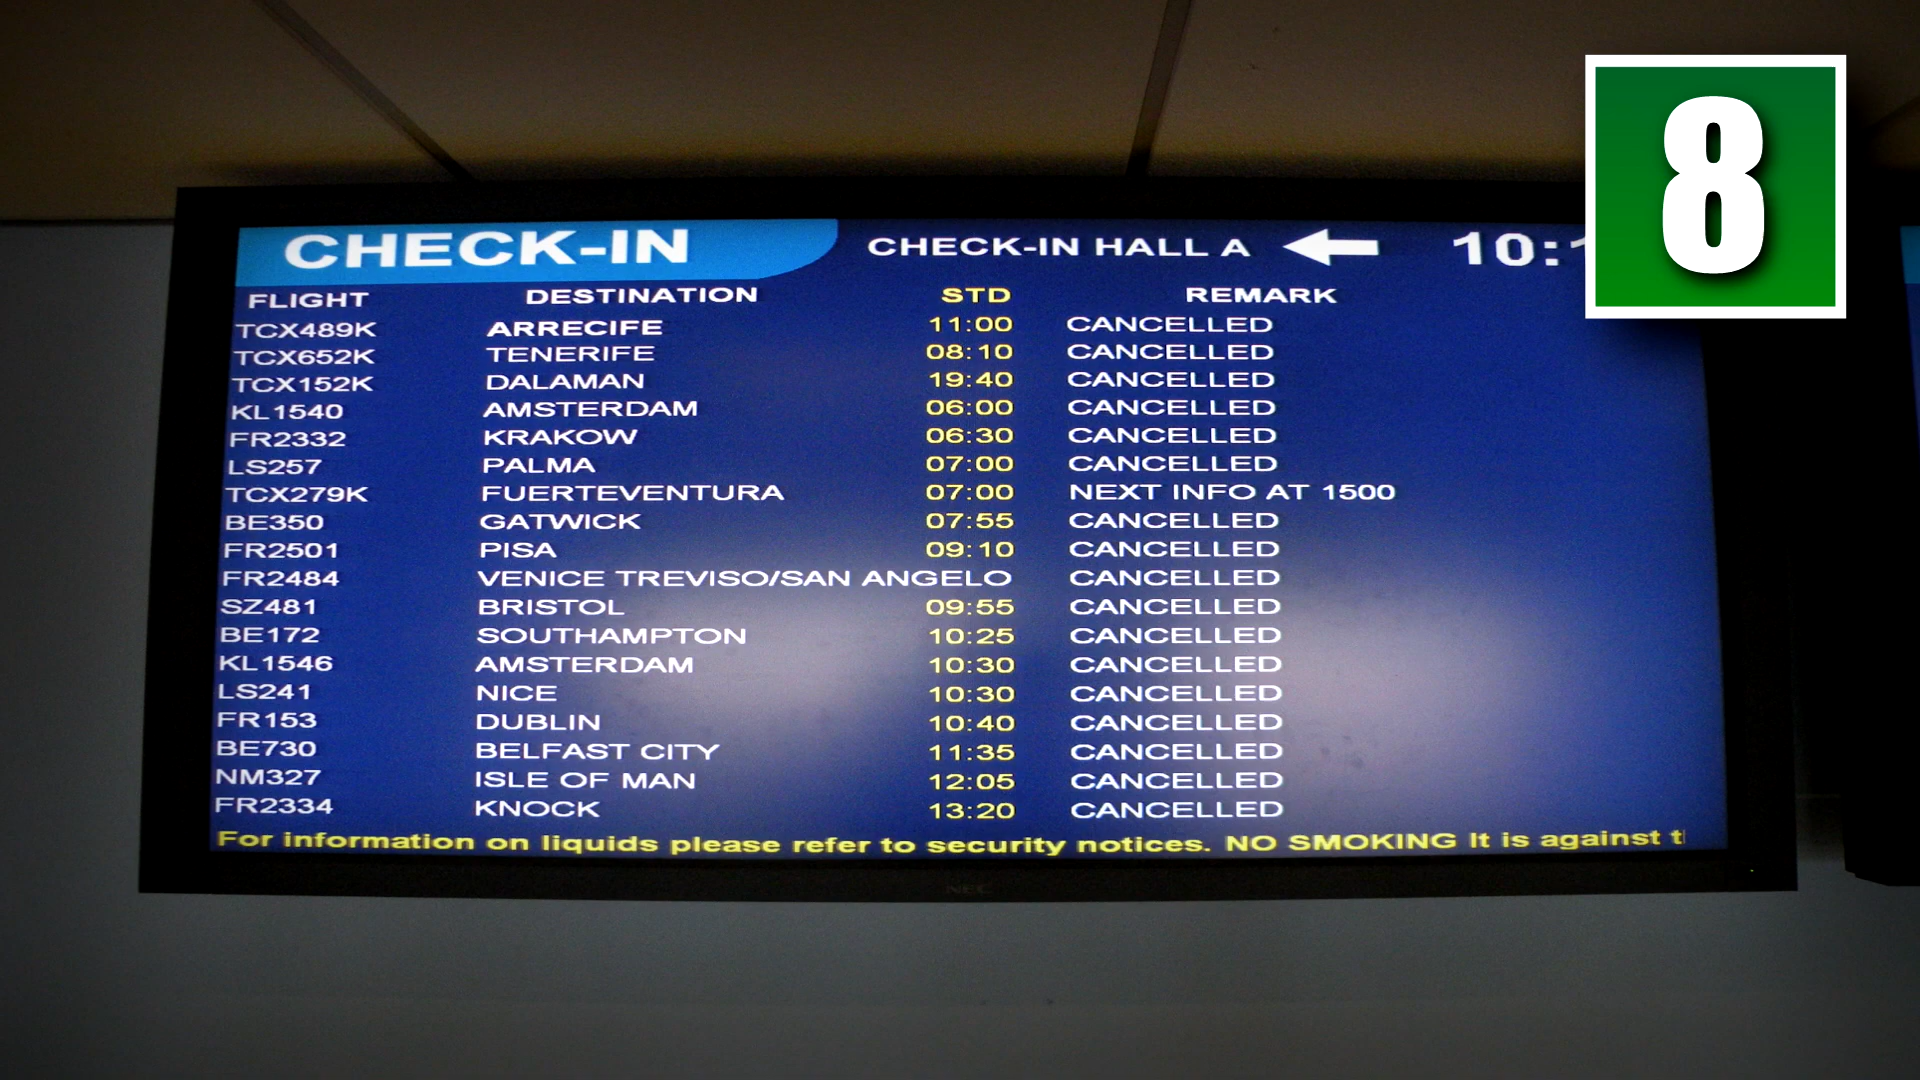 8
CHECK-IN CHECK-IN HALL A 10:
FLIGHT DESTINATION STD REMARK
TCX489K ARRECIFE 11:00 CANCELLED
TCX652K TENERIFE 08:10 CANCELLED
TCX152K DALAMAN 19:40 CANCELLED
KL1540 AMSTERDAM 06:00 CANCELLED
FR2332 KRAKOW 06:30 CANCELLED
LS257 PALMA 07:00 CANCELLED
TCX279K FUERTEVENTURA 07:00 NEXT INFO AT 1500
BE350 GATWICK 07:55 CANCELLED
FR2501 PISA 09:10 CANCELLED
FR2484 VENICE TREVISO/SAN ANGELO CANCELLED
SZ481 BRISTOL 09:55 CANCELLED
BE172 SOUTHAMPTON 10:25 CANCELLED
KL1546 AMSTERDAM 10:30 CANCELLED
LS241 NICE 10:30 CANCELLED
FR153 DUBLIN 10:40 CANCELLED
BE730 BELFAST CITY 11:35 CANCELLED
NM327 ISLE OF MAN 12:05 CANCELLED
FR2334 KNOCK 13:20 CANCELLED
For information on liquids please refer to security notices. NO SMOKING It is against t
NEC